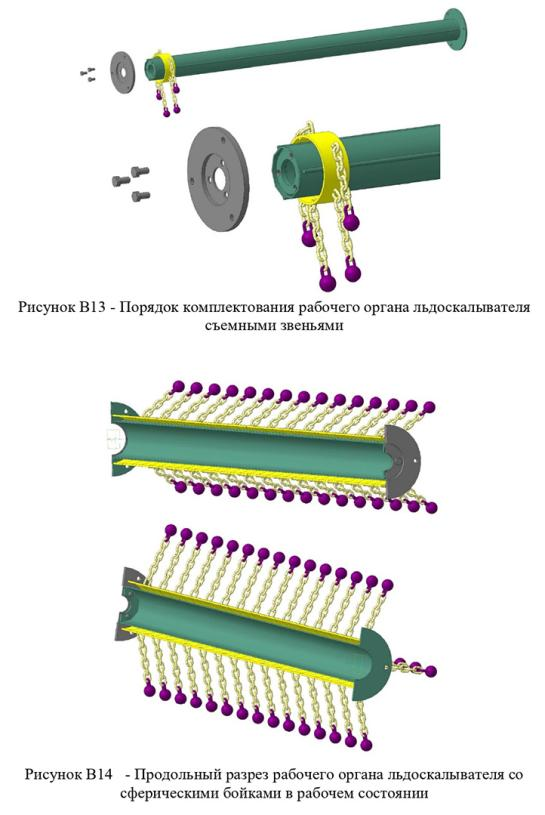 Рисунок В13 - Порядок комплектования рабочего органа льдоскалывателя
съемными звеньями
Рисунок В14 - Продольный разрез рабочего органа льдоскалывателя со
сферическими бойками в рабочем состоянии